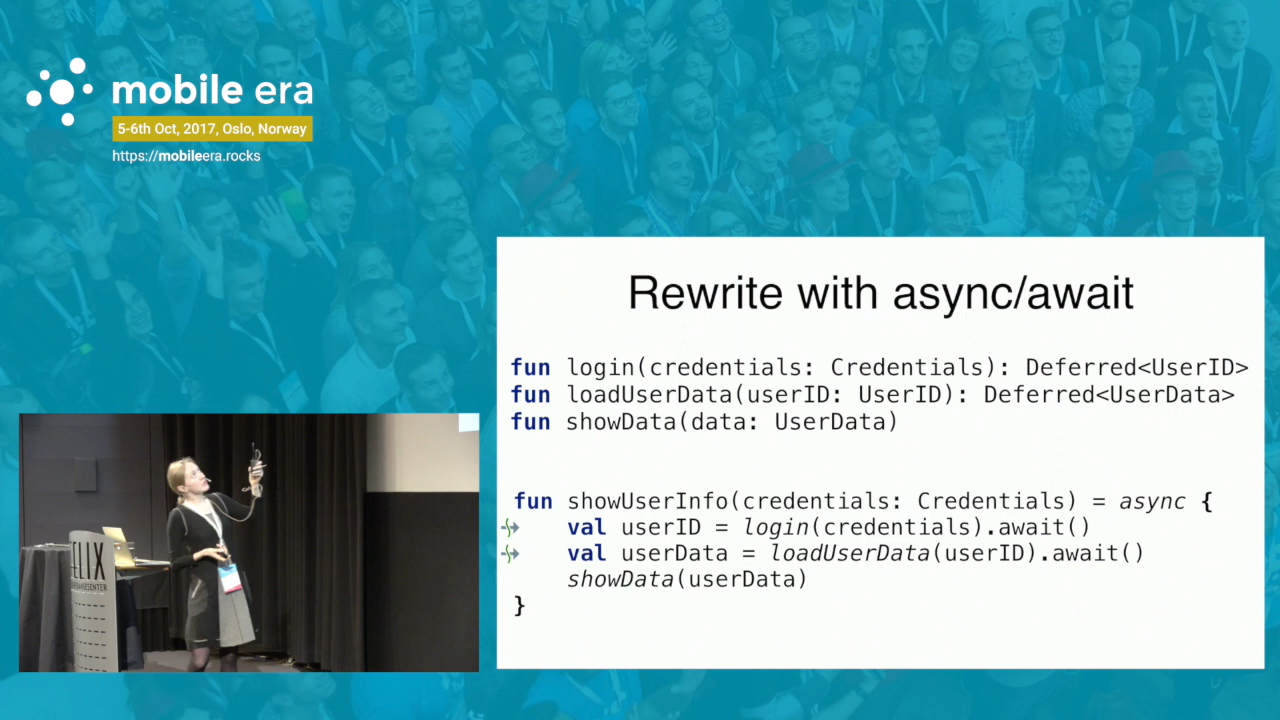 mobile era
5-6th Oct, 2017, Oslo, Norway
https://mobileera.rocks
Rewrite with async/await
fun login(credentials: Credentials): Deferred<UserID>
fun loadUserData(userID: UserID): Deferred<UserData>
fun showData(data: UserData)
fun showUserInfo(credentials: Credentials) = async {
val userID = login(credentials).await()
val userData = loadUserData(userID).await()
showData(userData)
}